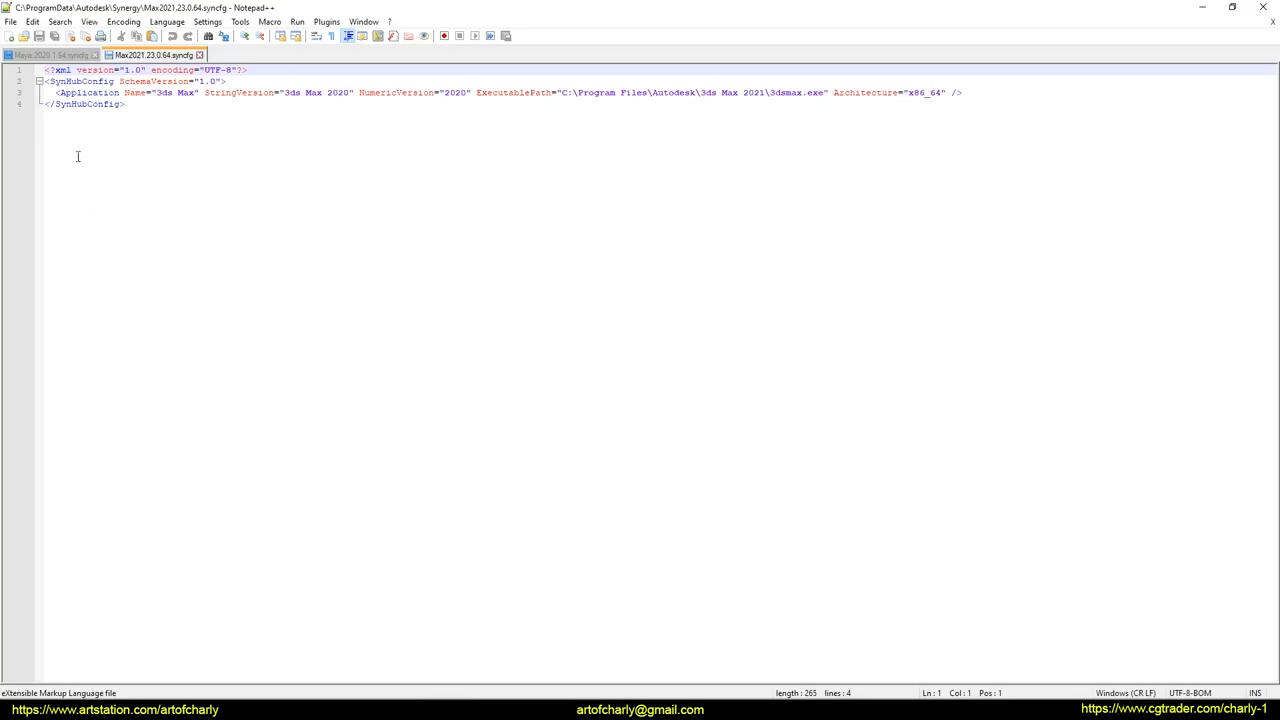 C:\ProgramData\Autodesk\Synergy\Max2021.23.0.64.syncfg - Notepad++
File Edit Search View Encoding Language Settings Tools Macro Run Plugins Window ? X
Maya.2020.1.64.syncfg Max2021.23.0.64.syncfg
1 <?xml version="1.0" encoding="UTF-8"?>
2 <SynHubConfig SchemaVersion="1.0">
3 <Application Name="3ds Max" StringVersion="3ds Max 2020" NumericVersion="2020" ExecutablePath="C:\Program Files\Autodesk\3ds Max 2021\3dsmax.exe" Architecture="x86_64" />
4 </SynHubConfig>
eXtensible Markup Language file length : 265 lines : 4 Ln : 1 Col : 1 Pos : 1 Windows (CR LF) UTF-8-BOM INS
https://www.artstation.com/artofcharly artofcharly@gmail.com https://www.cgtrader.com/charly-1